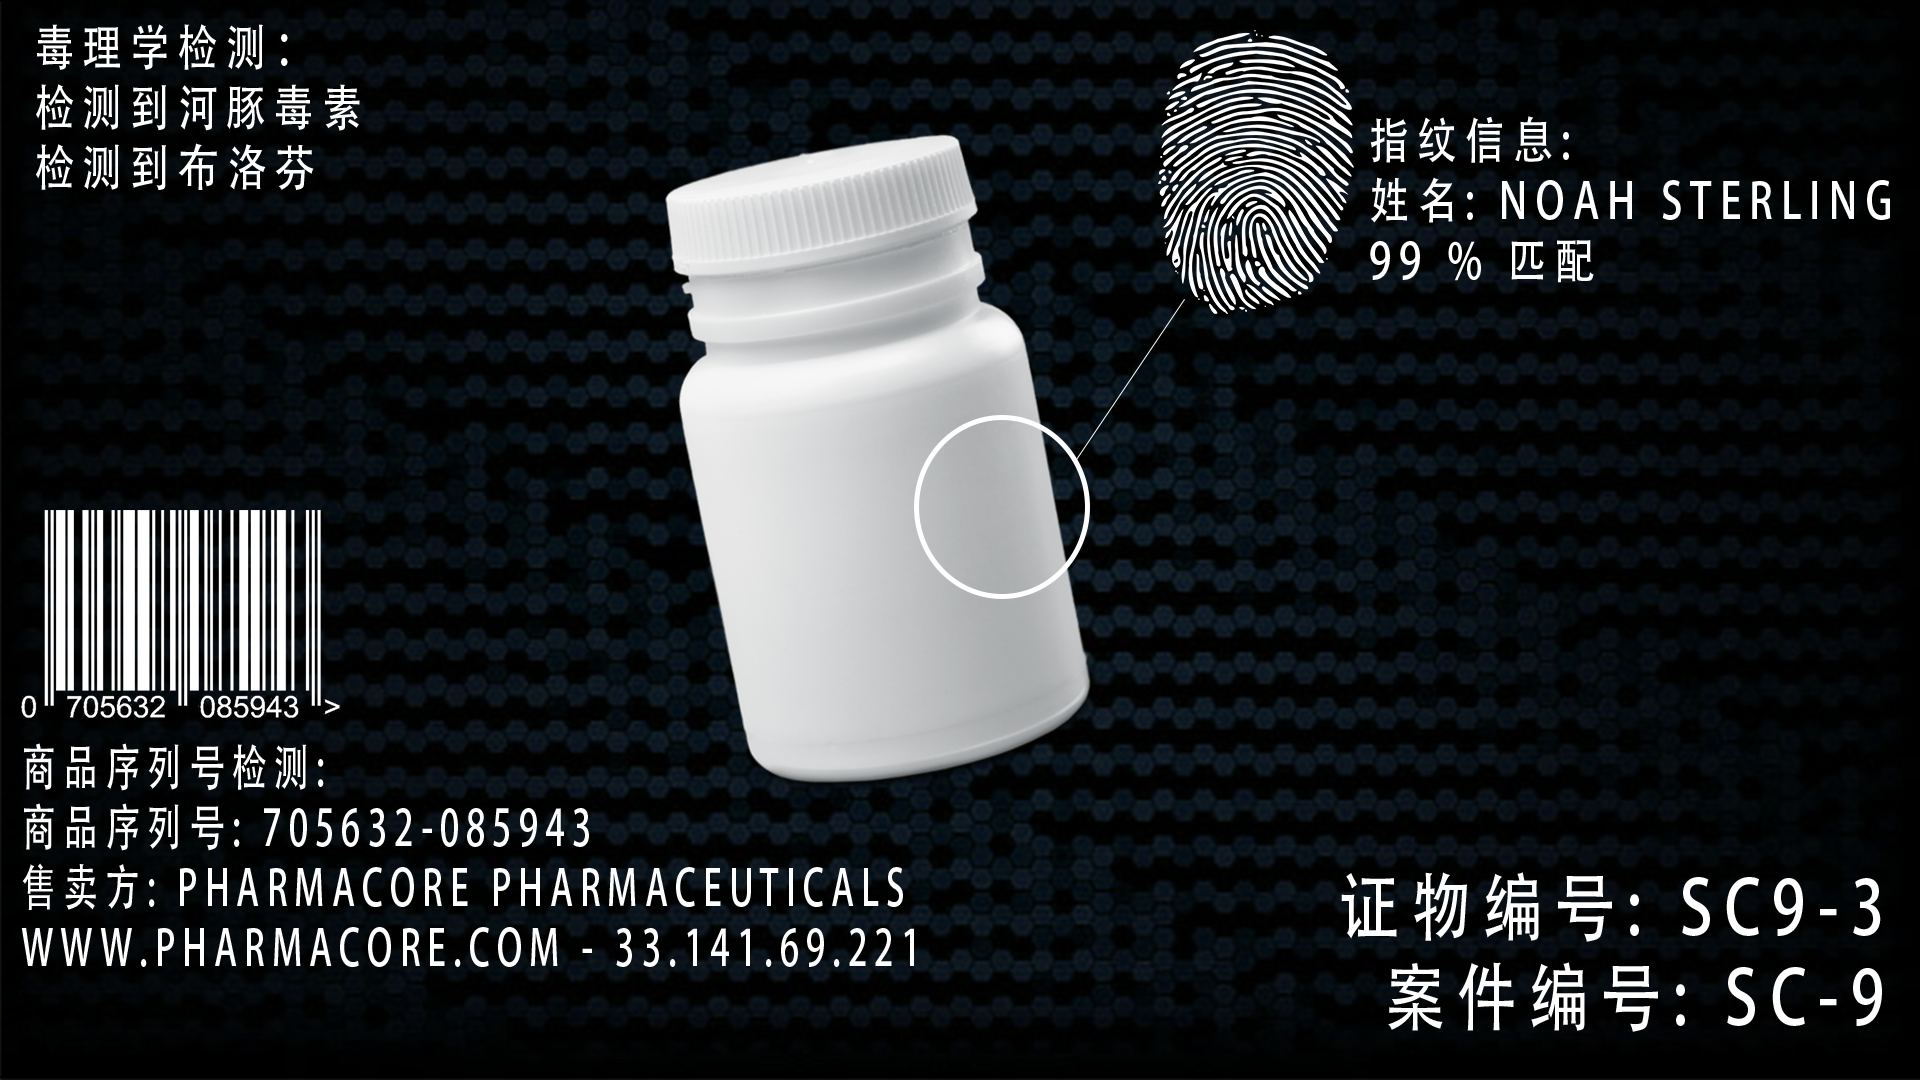 毒理学检测：
检测到河豚毒素
检测到布洛芬
指纹信息:
姓名: NOAH STERLING
99 % 匹配
0 705632 085943 >
商品序列号检测:
商品序列号: 705632-085943
售卖方: PHARMACORE PHARMACEUTICALS
WWW.PHARMACORE.COM - 33.141.69.221
证物编号: SC9-3
案件编号: SC-9